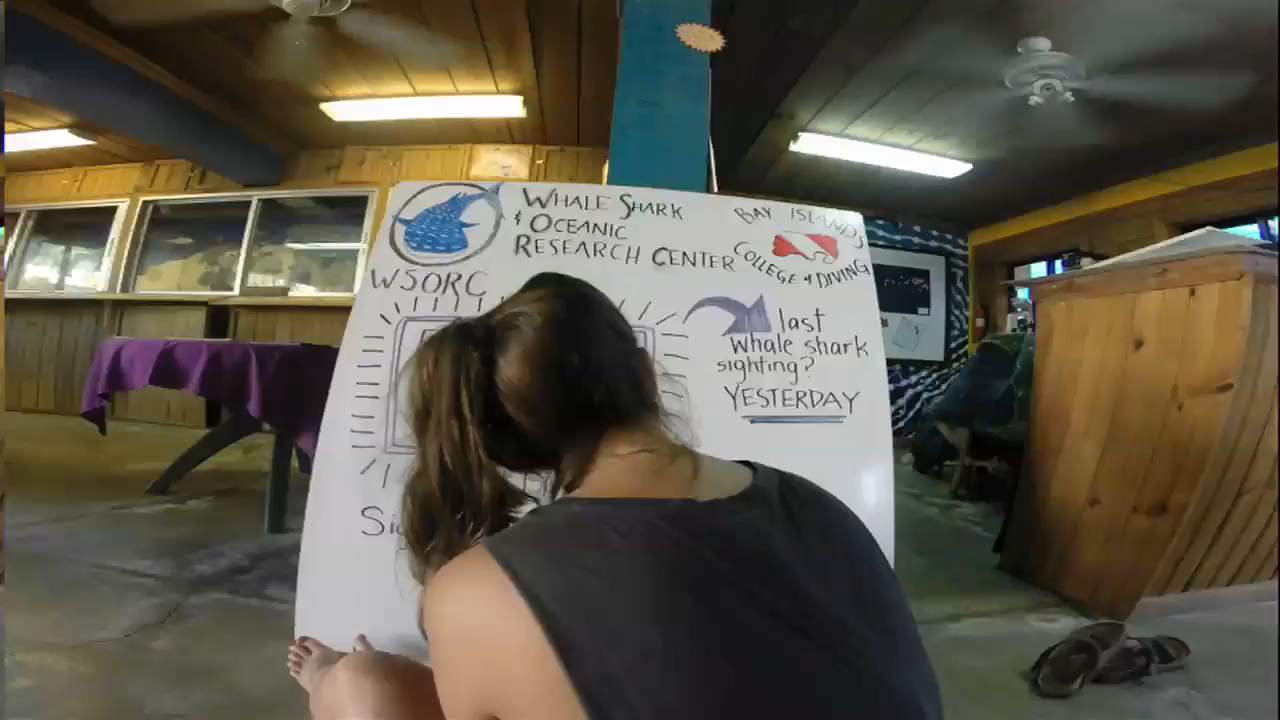 WHALE SHARK
& OCEANIC
RESEARCH CENTER
WSORC
BAY ISLANDS
COLLEGE of DIVING
last
whale shark
sighting?
YESTERDAY